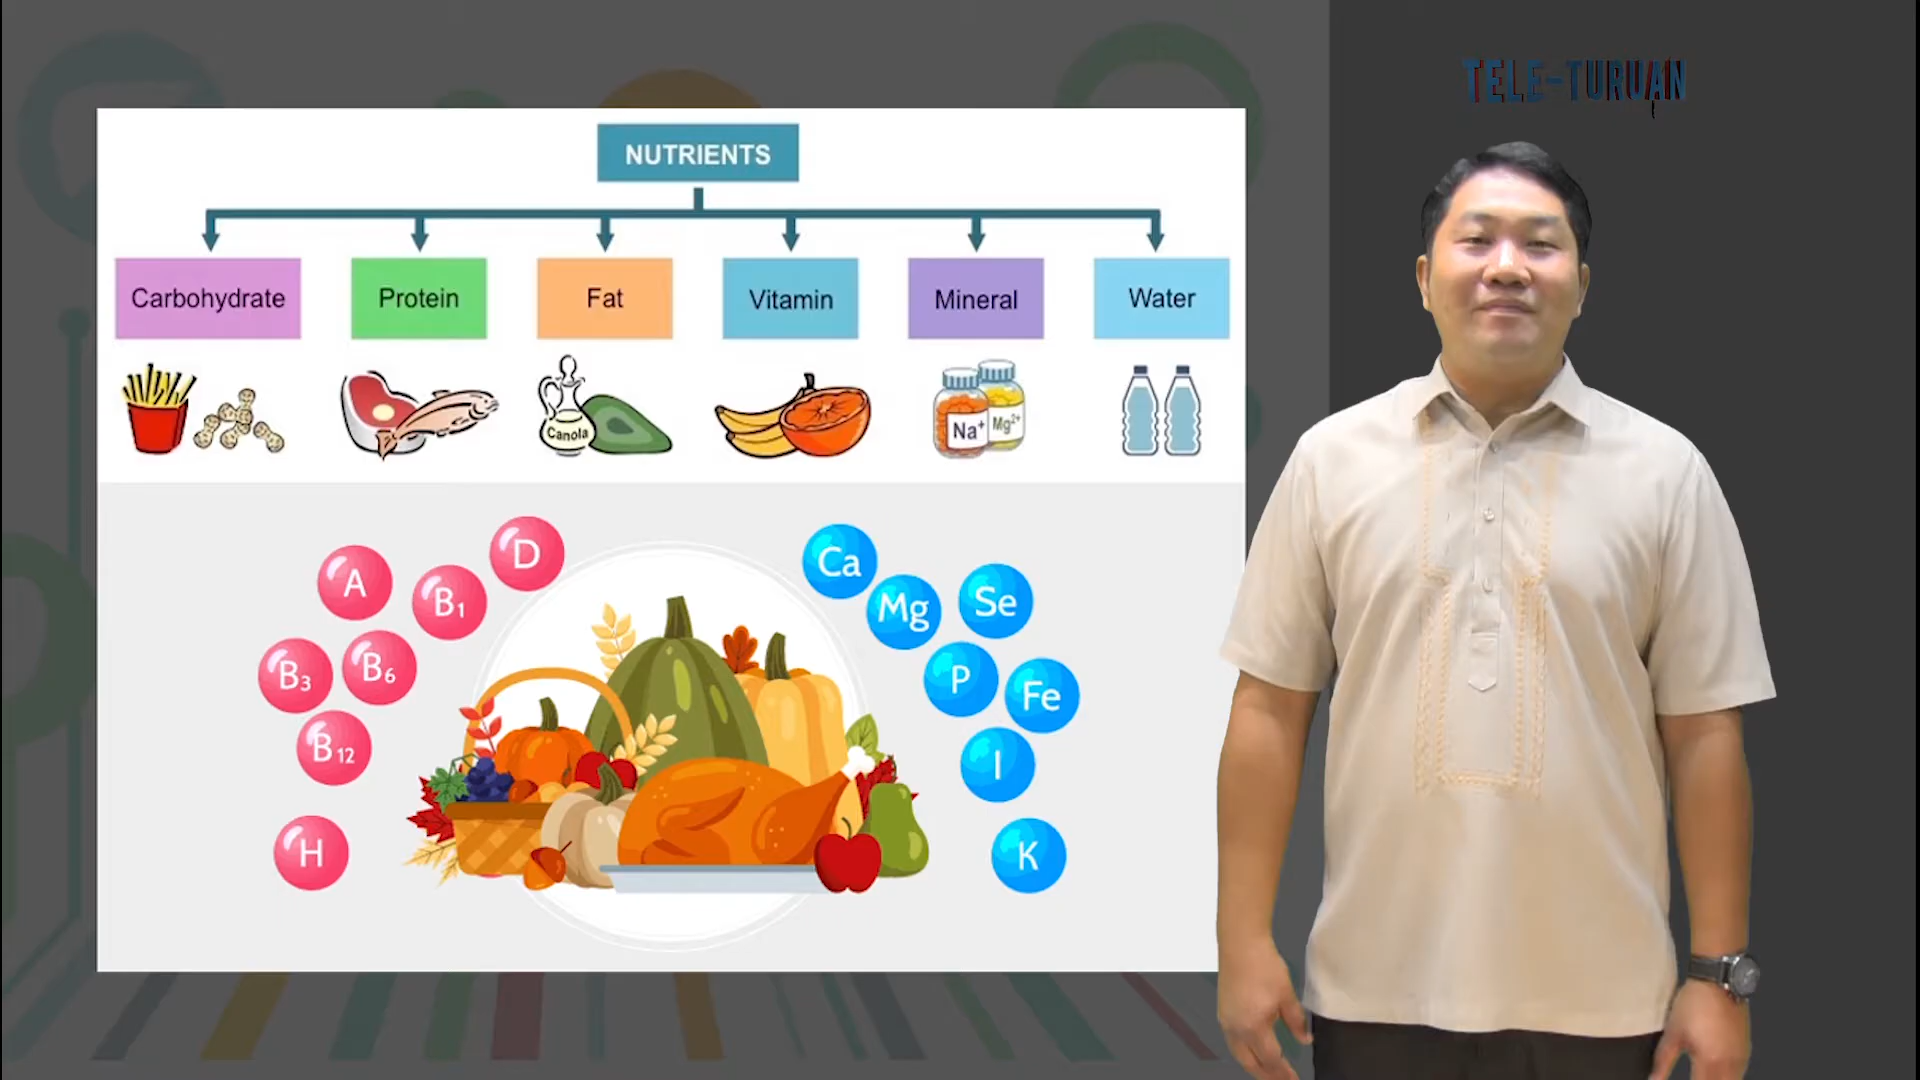 TELE-TURUAN
NUTRIENTS
Carbohydrate
Protein
Fat
Vitamin
Mineral
Water
Canola
Na⁺
Mg²⁺
D
A
B₁
B₃
B₆
B₁₂
H
Ca
Mg
Se
P
Fe
I
K